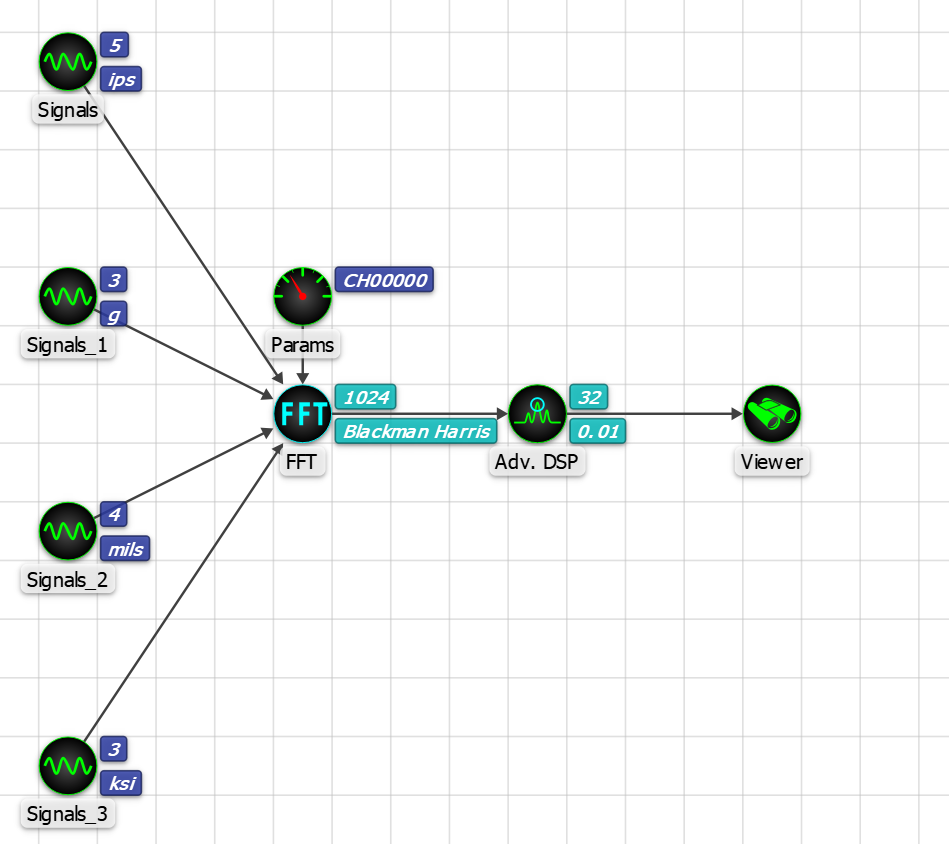 5
ips
Signals
3
g
Signals_1
CH00000
Params
FFT
1024
Blackman Harris
FFT
32
0.01
Adv. DSP
Viewer
4
mils
Signals_2
3
ksi
Signals_3